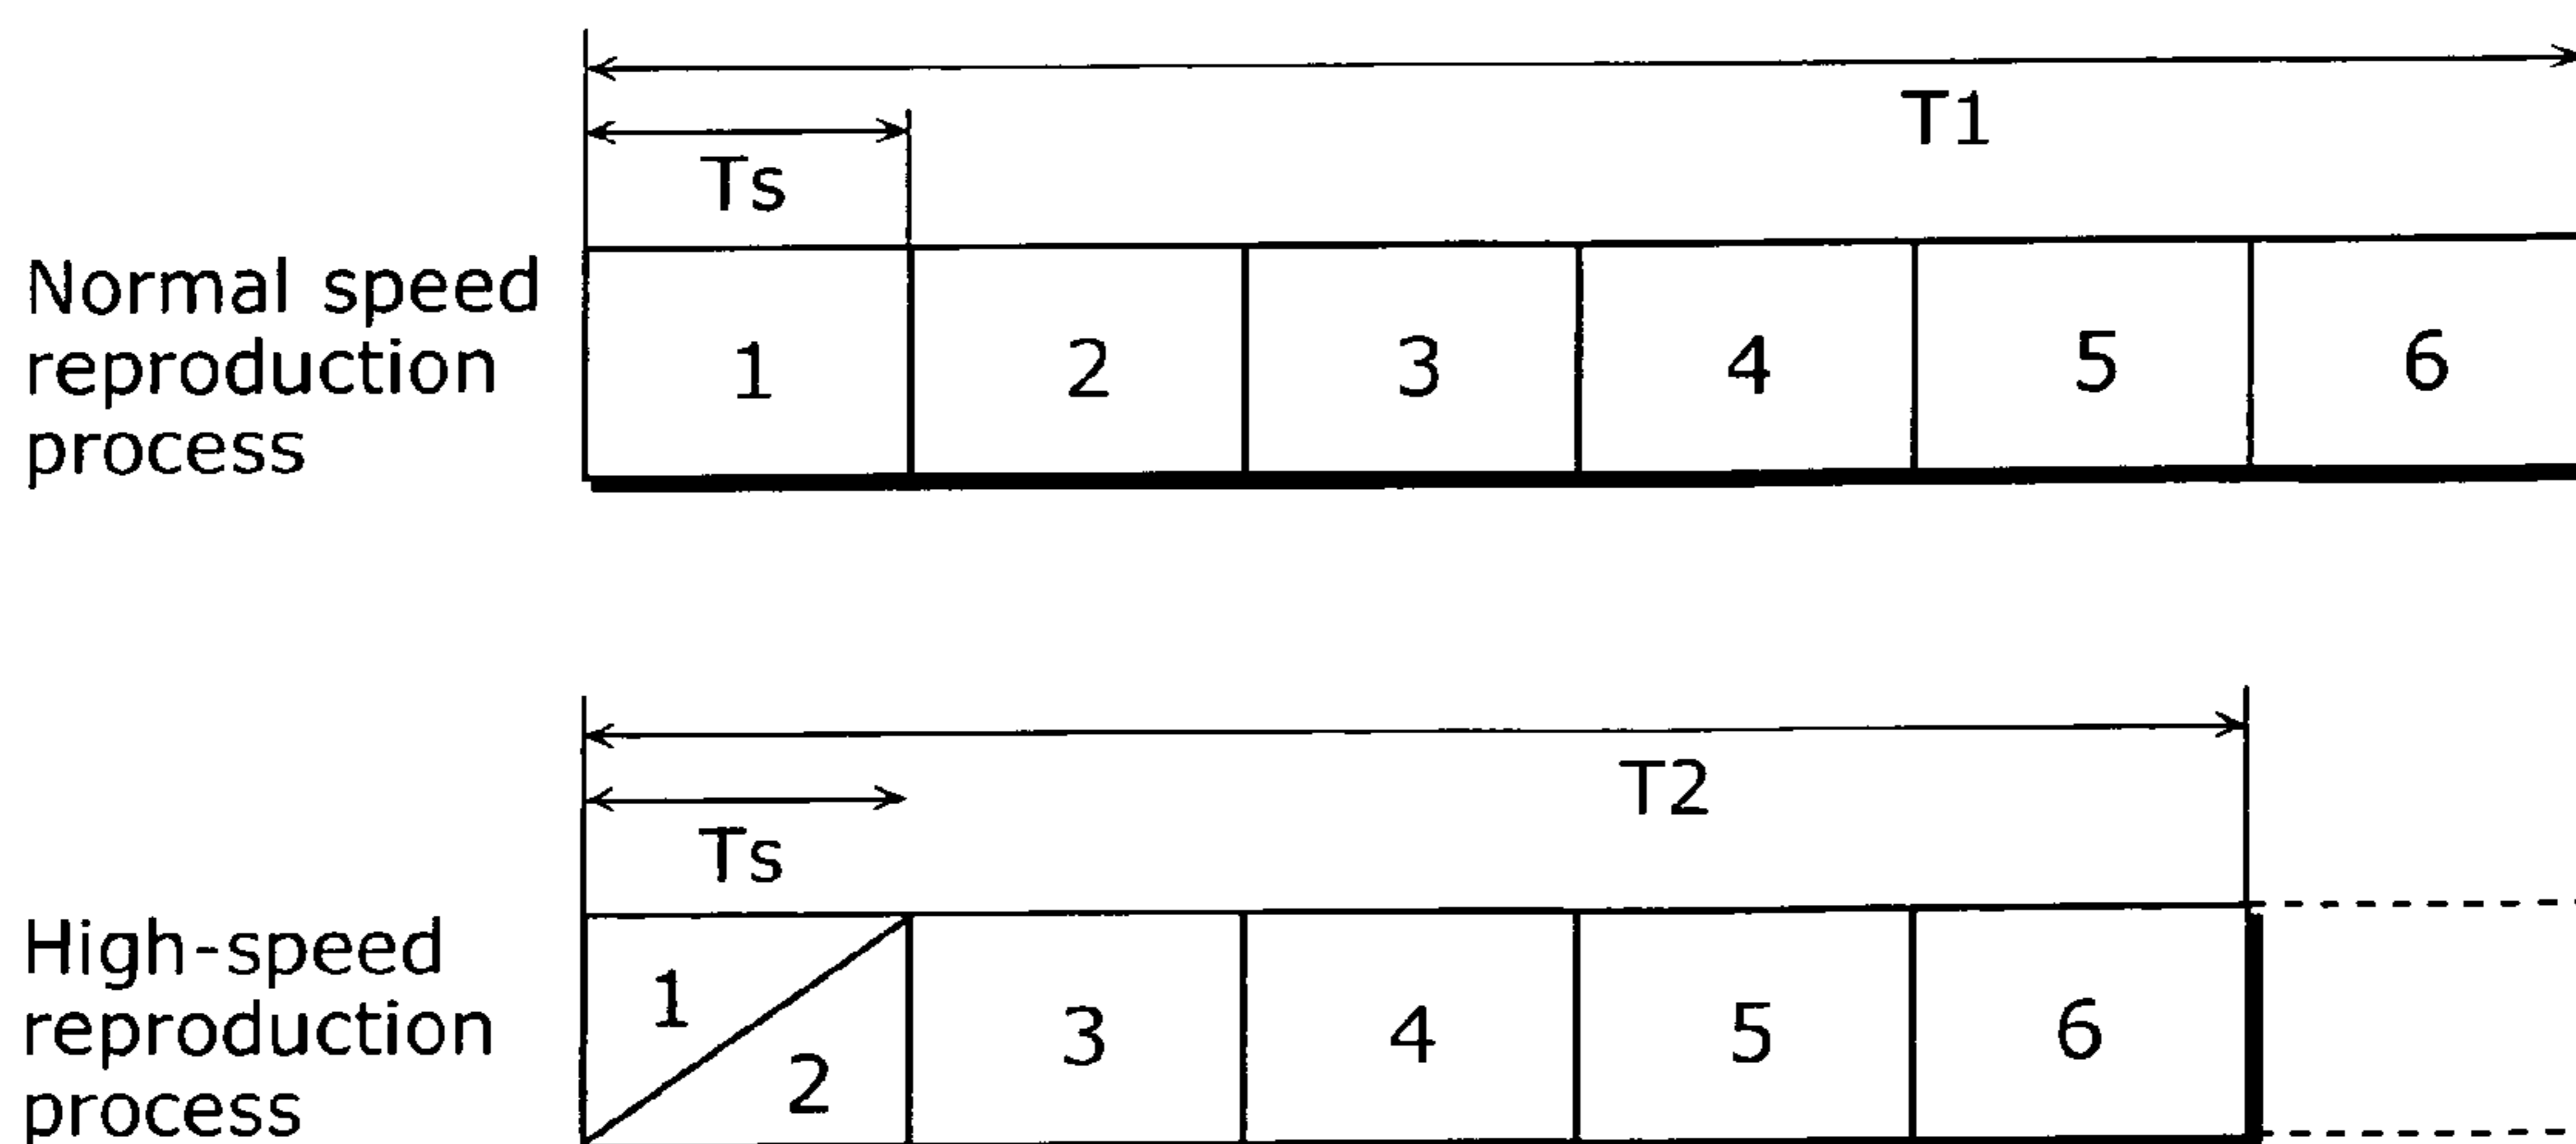 T1
Ts
Normal speed
reproduction
process
1 2 3 4 5 6
T2
Ts
High-speed
reproduction
process
1 2 3 4 5 6